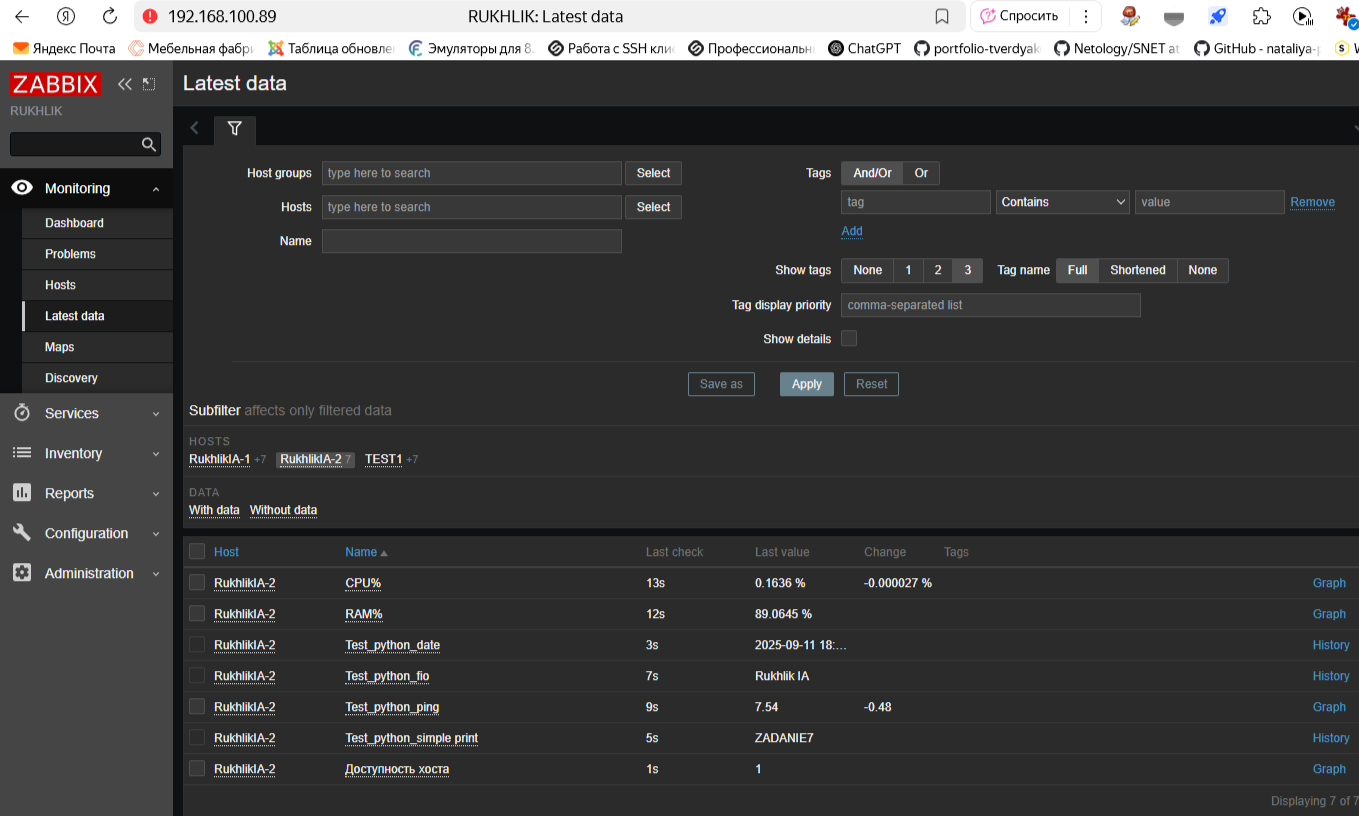 192.168.100.89 RUKHLIK: Latest data Спросить
Яндекс Почта Мебельная фабри Таблица обновле Эмуляторы для 8. Работа с SSH кли Профессиональн ChatGPT portfolio-tverdyak Netology/SNET at GitHub - nataliya-p
ZABBIX
RUKHLIK
Latest data
Host groups type here to search Select Tags And/Or Or
Hosts type here to search Select tag Contains value Remove
Name
Add
Show tags None 1 2 3 Tag name Full Shortened None
Tag display priority comma-separated list
Show details
Save as Apply Reset
Monitoring
Dashboard
Problems
Hosts
Latest data
Maps
Discovery
Services
Inventory
Reports
Configuration
Administration
Subfilter affects only filtered data
HOSTS
RukhlikIA-1 +7 RukhlikIA-2 7 TEST1 +7
DATA
With data Without data
Host Name Last check Last value Change Tags
RukhlikIA-2 CPU% 13s 0.1636 % -0.000027 % Graph
RukhlikIA-2 RAM% 12s 89.0645 % Graph
RukhlikIA-2 Test_python_date 3s 2025-09-11 18:... History
RukhlikIA-2 Test_python_fio 7s Rukhlik IA History
RukhlikIA-2 Test_python_ping 9s 7.54 -0.48 Graph
RukhlikIA-2 Test_python_simple print 5s ZADANIE7 History
RukhlikIA-2 Доступность хоста 1s 1 Graph
Displaying 7 of 7